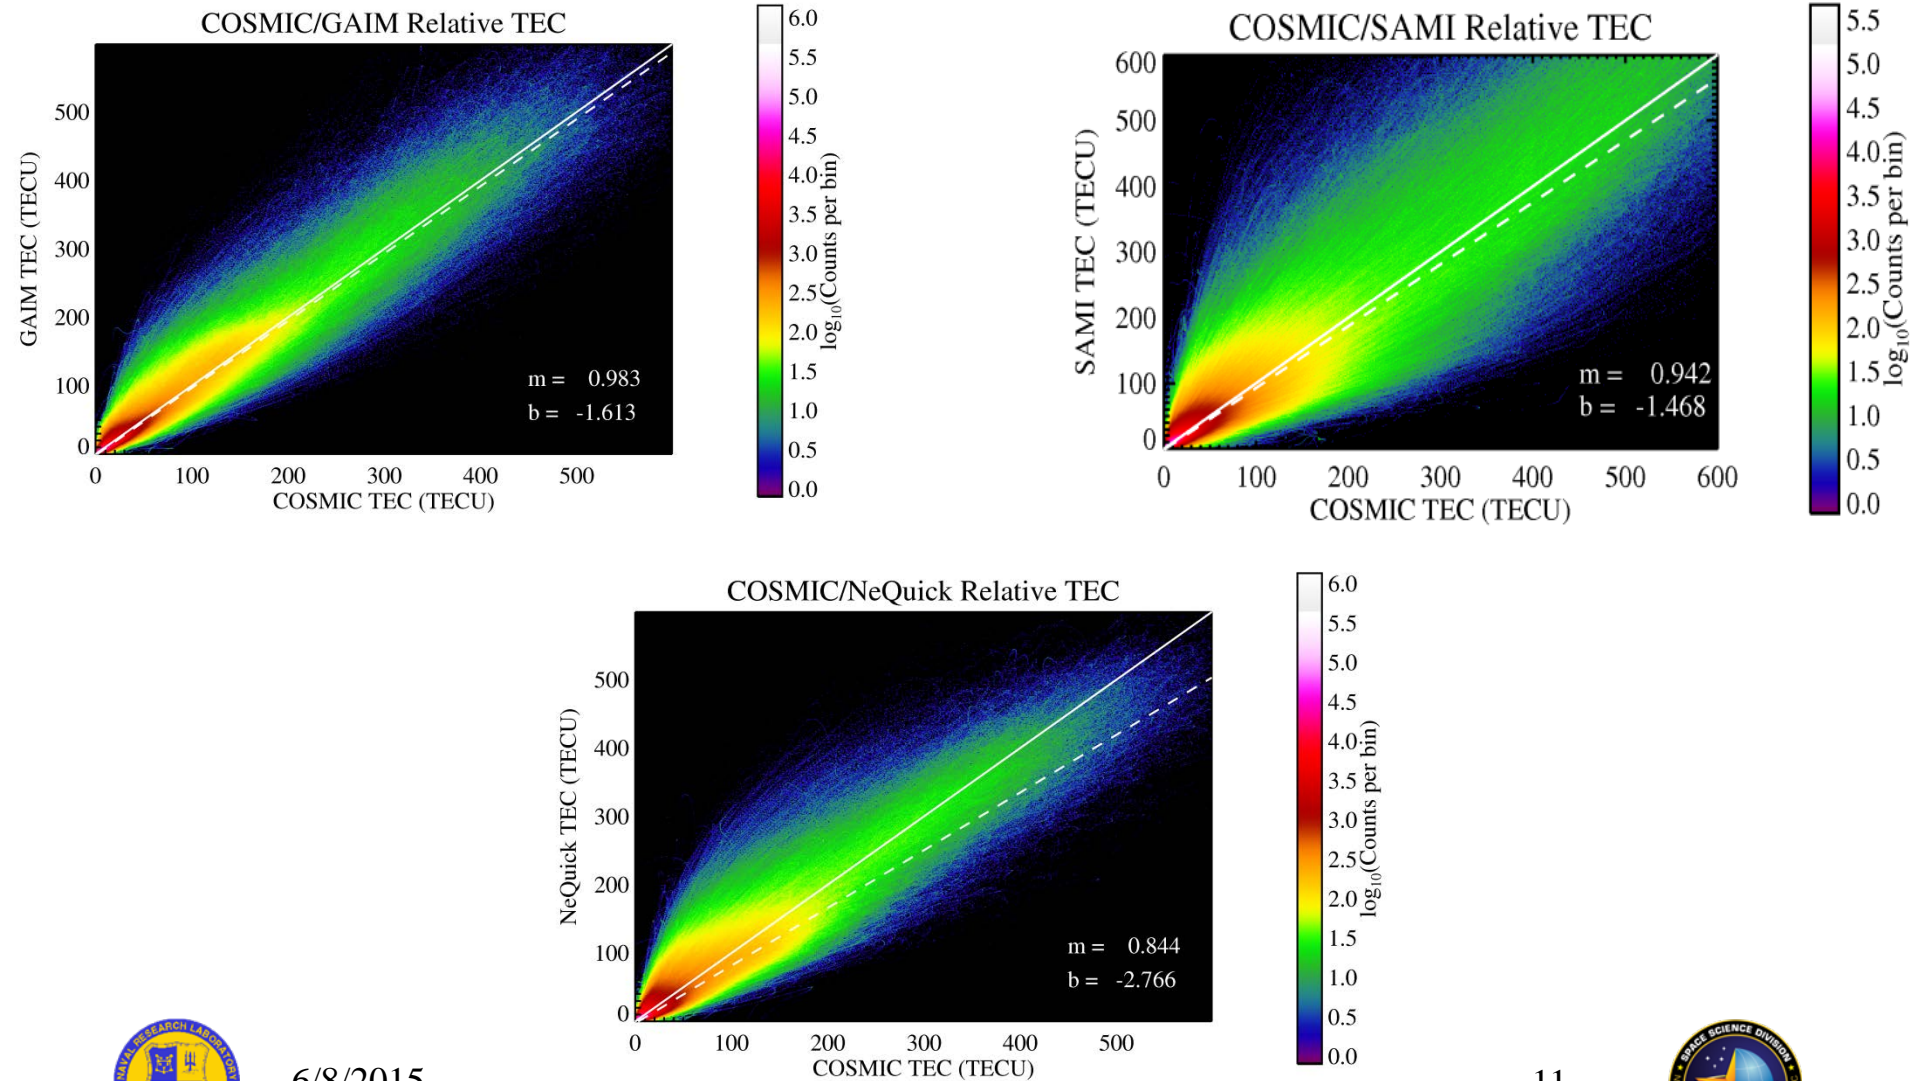 COSMIC/GAIM Relative TEC
GAIM TEC (TECU)
500
400
300
200
100
0
0 100 200 300 400 500
COSMIC TEC (TECU)
m = 0.983
b = -1.613
6.0
5.5
5.0
4.5
4.0
3.5
3.0
2.5
2.0
1.5
1.0
0.5
0.0
log10(Counts per bin)
COSMIC/SAMI Relative TEC
SAMI TEC (TECU)
600
500
400
300
200
100
0
0 100 200 300 400 500 600
COSMIC TEC (TECU)
m = 0.942
b = -1.468
5.5
5.0
4.5
4.0
3.5
3.0
2.5
2.0
1.5
1.0
0.5
0.0
log10(Counts per bin)
COSMIC/NeQuick Relative TEC
NeQuick TEC (TECU)
500
400
300
200
100
0
0 100 200 300 400 500
COSMIC TEC (TECU)
m = 0.844
b = -2.766
6.0
5.5
5.0
4.5
4.0
3.5
3.0
2.5
2.0
1.5
1.0
0.5
0.0
log10(Counts per bin)
NAVAL RESEARCH LABORATORY
6/8/2015
11
SPACE SCIENCE DIVISION